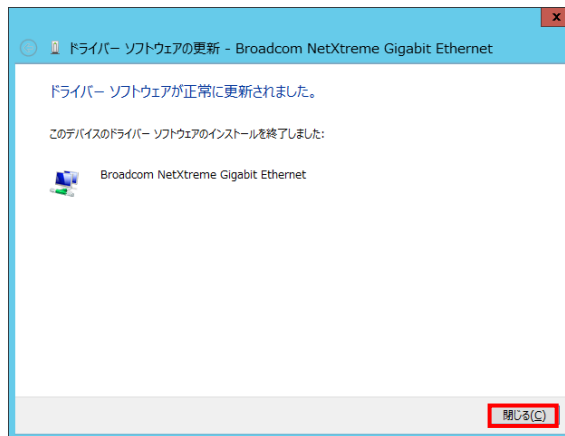 x
ドライバー ソフトウェアの更新 - Broadcom NetXtreme Gigabit Ethernet
ドライバー ソフトウェアが正常に更新されました。
このデバイスのドライバー ソフトウェアのインストールを終了しました:
Broadcom NetXtreme Gigabit Ethernet
閉じる(C)